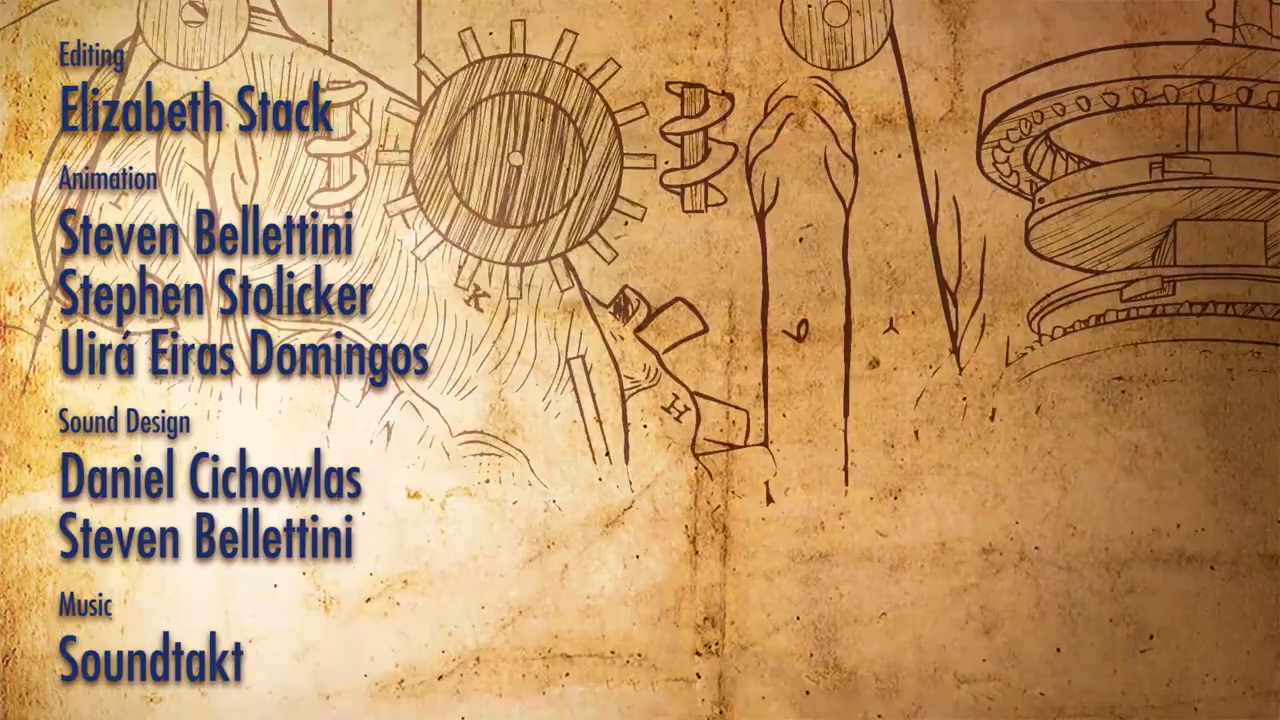 Editing
Elizabeth Stack
Animation
Steven Bellettini
Stephen Stolicker
Uirá Eiras Domingos
Sound Design
Daniel Cichowlas
Steven Bellettini
Music
Soundtakt
K
H